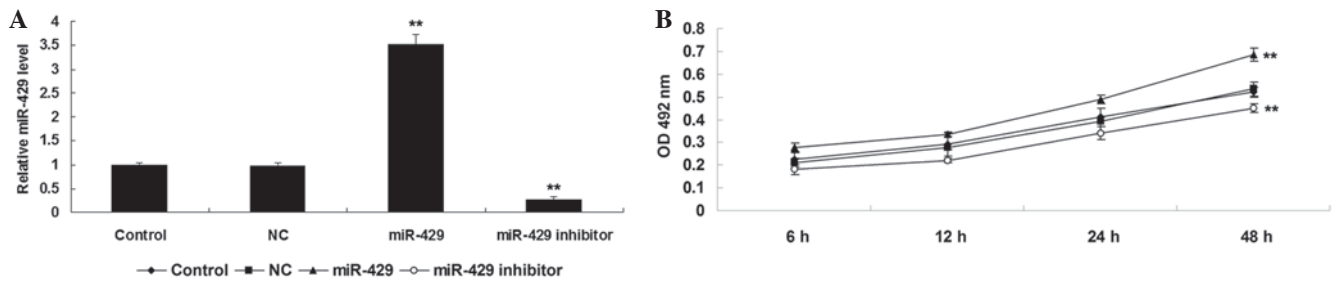 A
Relative miR-429 level
4
3.5
3
2.5
2
1.5
1
0.5
0
**
**
Control
NC
miR-429
miR-429 inhibitor
Control
NC
miR-429
miR-429 inhibitor
B
OD 492 nm
0.8
0.7
0.6
0.5
0.4
0.3
0.2
0.1
0
**
**
6 h
12 h
24 h
48 h